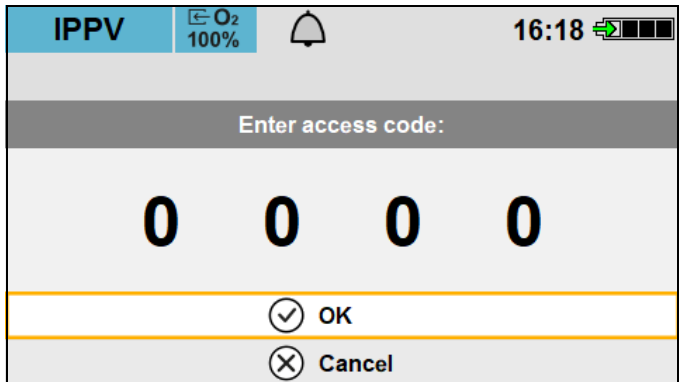 IPPV
O₂
100%
16:18
Enter access code:
0 0 0 0
OK
Cancel